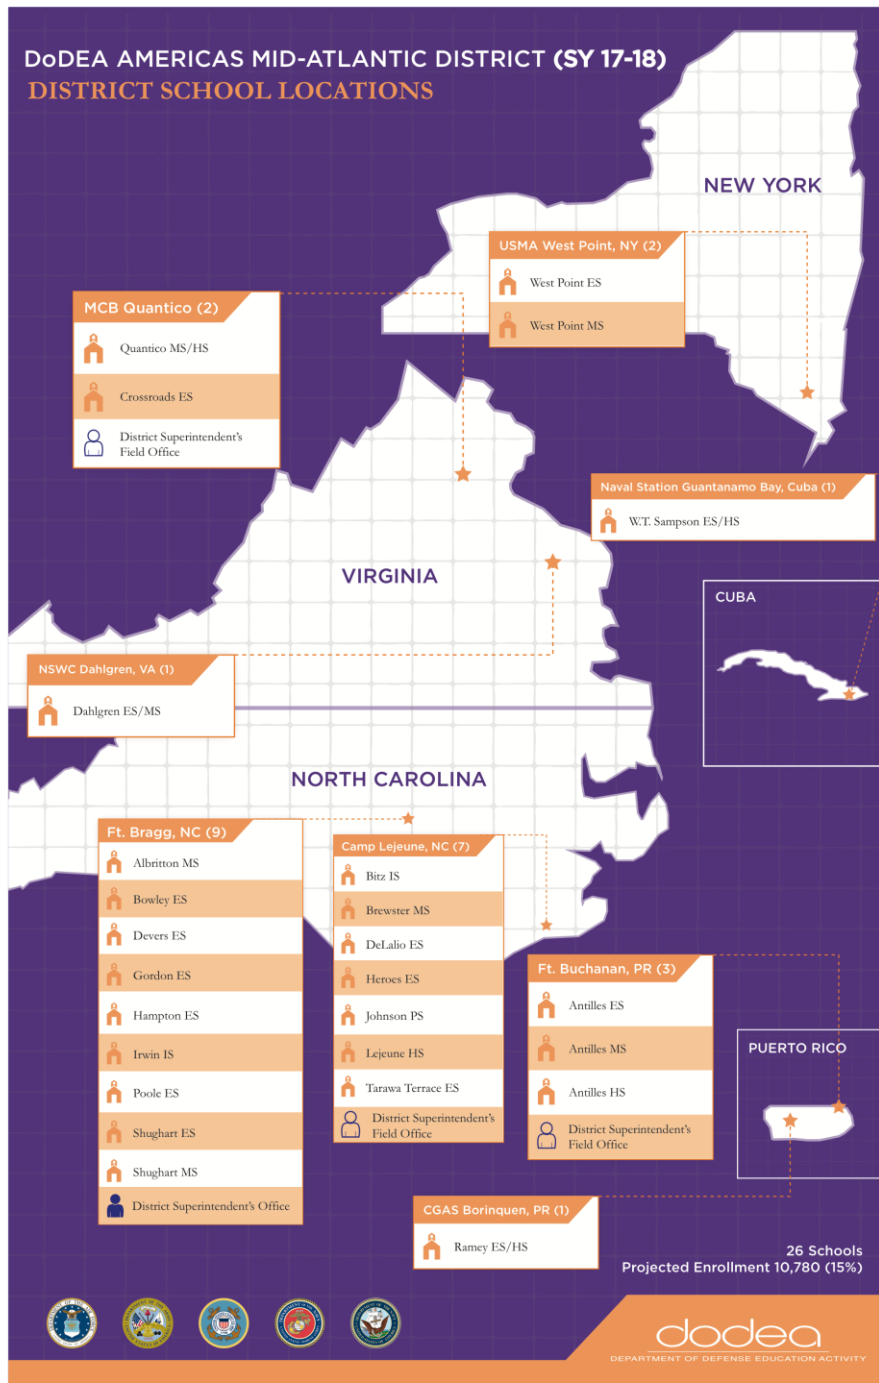 DoDEA AMERICAS MID-ATLANTIC DISTRICT (SY 17-18)
DISTRICT SCHOOL LOCATIONS
NEW YORK
USMA West Point, NY (2)
West Point ES
West Point MS
MCB Quantico (2)
Quantico MS/HS
Crossroads ES
District Superintendent's
Field Office
Naval Station Guantanamo Bay, Cuba (1)
W.T. Sampson ES/HS
VIRGINIA
CUBA
NSWC Dahlgren, VA (1)
Dahlgren ES/MS
NORTH CAROLINA
Ft. Bragg, NC (9)
Albritton MS
Bowley ES
Devers ES
Gordon ES
Hampton ES
Irwin IS
Poole ES
Shughart ES
Shughart MS
District Superintendent's Office
Camp Lejeune, NC (7)
Bitz IS
Brewster MS
DeLalio ES
Heroes ES
Johnson PS
Lejeune HS
Tarawa Terrace ES
District Superintendent's
Field Office
Ft. Buchanan, PR (3)
Antilles ES
Antilles MS
Antilles HS
District Superintendent's
Field Office
PUERTO RICO
CGAS Borinquen, PR (1)
Ramey ES/HS
26 Schools
Projected Enrollment 10,780 (15%)
dodea
DEPARTMENT OF DEFENSE EDUCATION ACTIVITY